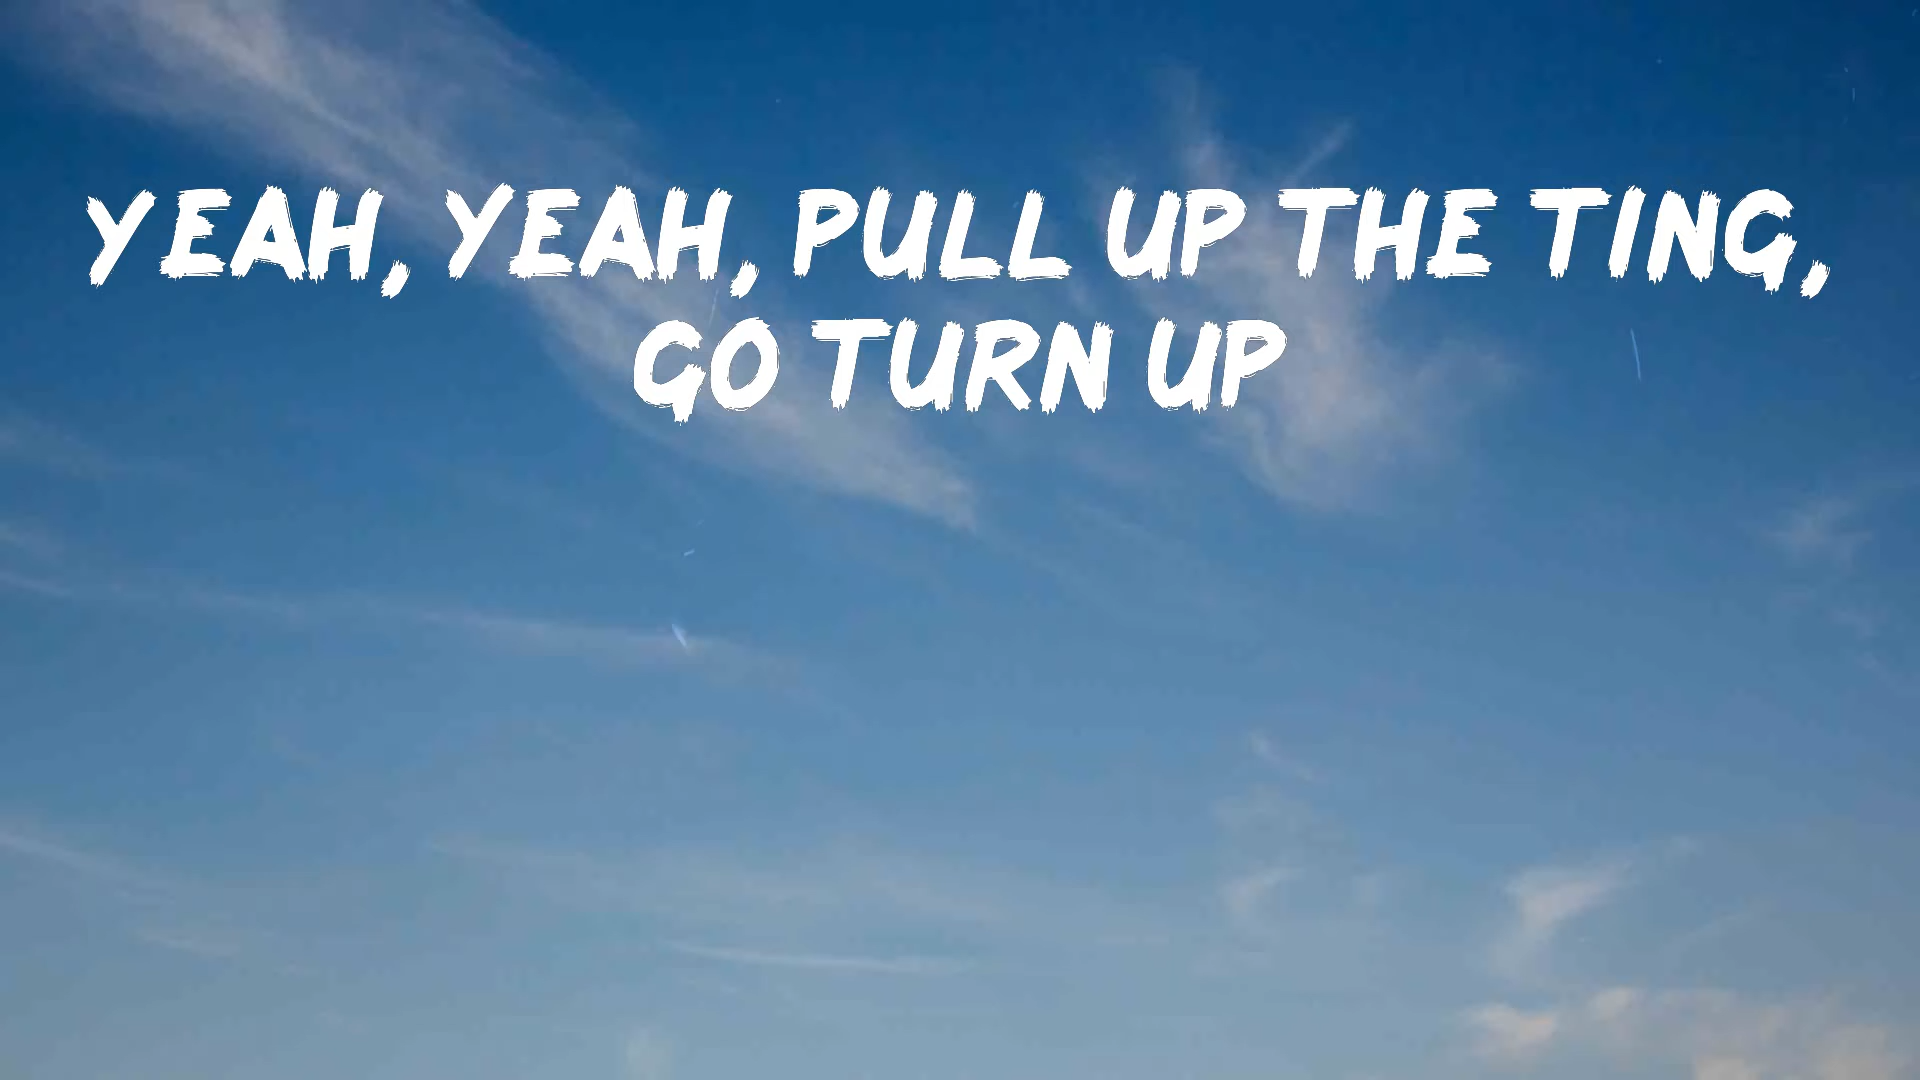 YEAH, YEAH, PULL UP THE TING,
GO TURN UP